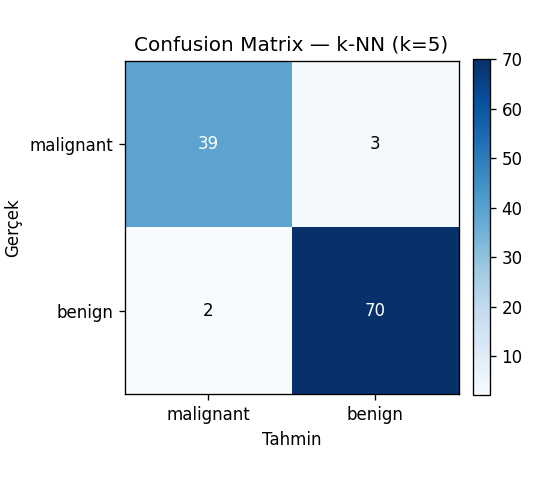 Confusion Matrix — k-NN (k=5)
Gerçek
malignant
39
3
benign
2
70
malignant
benign
Tahmin
70
60
50
40
30
20
10